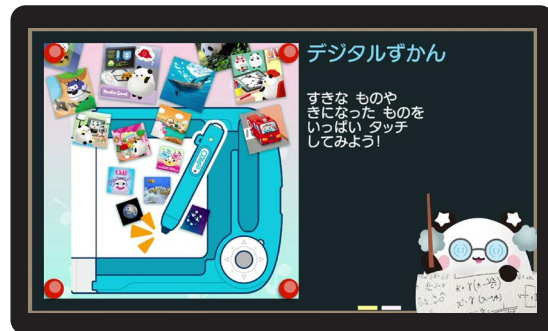 デジタルずかん
すきな ものや
きになった ものを
いっぱい タッチ
してみよう!